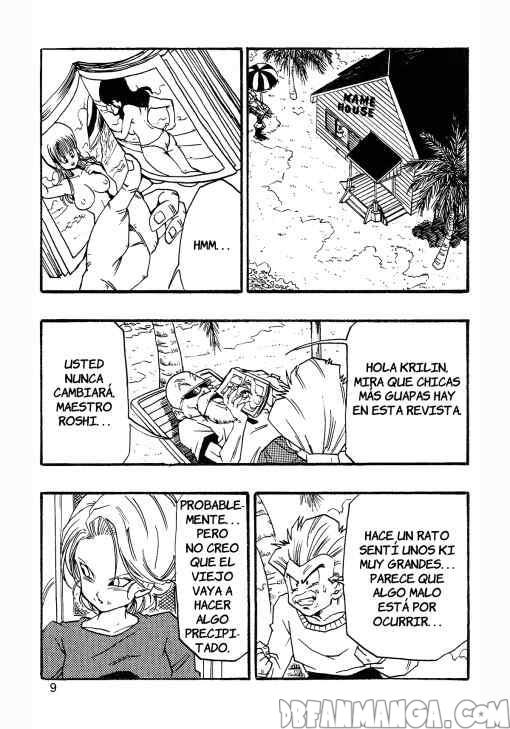 KAME
HOUSE
HMM...
HOLA KRILIN,
MIRA QUE CHICAS
MÁS GUAPAS HAY
EN ESTA REVISTA.
USTED
NUNCA
CAMBIARÁ,
MAESTRO
ROSHI...
HACE UN RATO
SENTÍ UNOS KI
MUY GRANDES...
PARECE QUE
ALGO MALO
ESTÁ POR
OCURRIR...
PROBABLE-
MENTE...
PERO
NO CREO
QUE EL
VIEJO
VAYA A
HACER
ALGO
PRECIPI-
TADO.
9
DBFANMANGA.COM